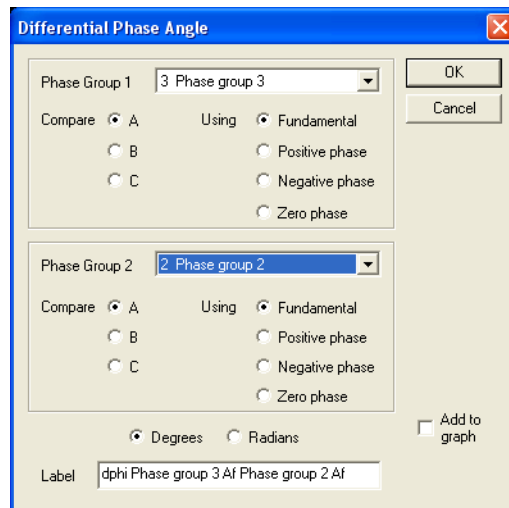 Differential Phase Angle
Phase Group 1 3 Phase group 3 OK
Cancel
Compare A Using Fundamental
B Positive phase
C Negative phase
Zero phase
Phase Group 2 2 Phase group 2
Compare A Using Fundamental
B Positive phase
C Negative phase
Zero phase
Add to
graph
Degrees Radians
Label dphi Phase group 3 Af Phase group 2 Af